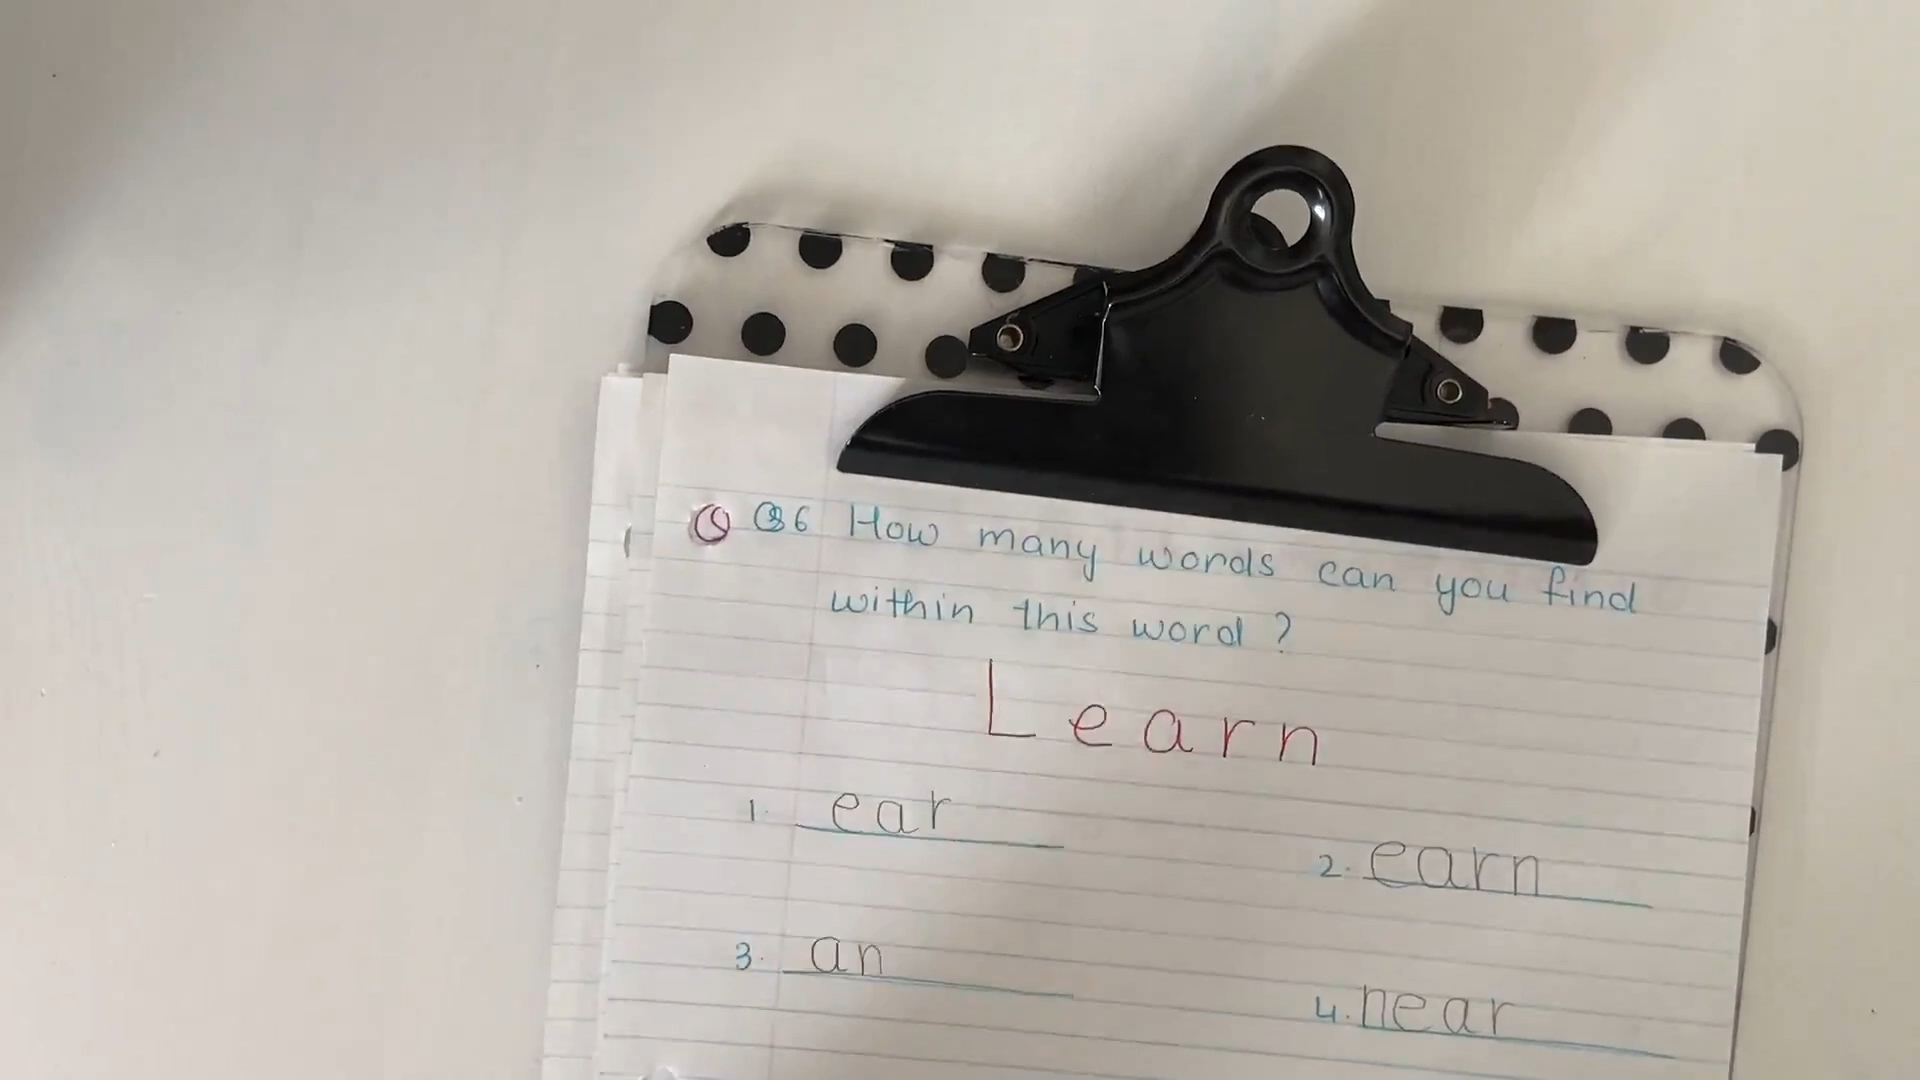 Q6 How many words can you find
within this word ?
Learn
1. ear
2. earn
3. an
4. near